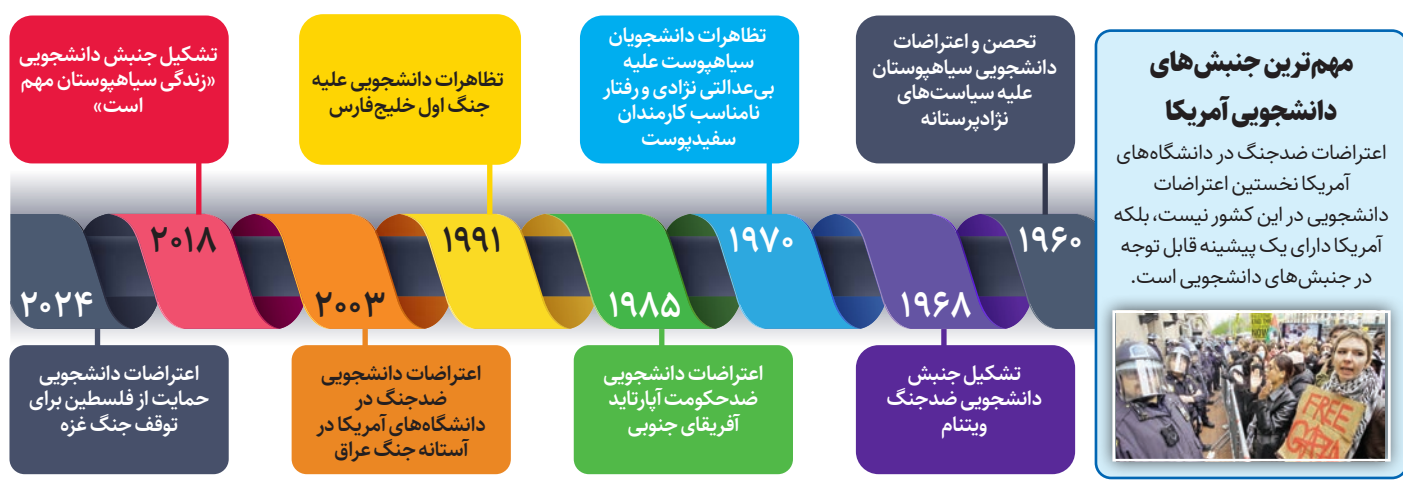 مهم‌ترین جنبش‌های
دانشجویی آمریکا
اعتراضات ضدجنگ در دانشگاه‌های
آمریکا نخستین اعتراضات
دانشجویی در این کشور نیست، بلکه
آمریکا دارای یک پیشینه قابل توجه
در جنبش‌های دانشجویی است.
FREE
GAZA
NOW
تحصن و اعتراضات
دانشجویی سیاهپوستان
علیه سیاست‌های
نژادپرستانه
۱۹۶۰
۱۹۶۸
تشکیل جنبش
دانشجویی ضدجنگ
ویتنام
تظاهرات دانشجویان
سیاهپوست علیه
بی‌عدالتی نژادی و رفتار
نامناسب کارمندان
سفیدپوست
۱۹۷۰
۱۹۸۵
اعتراضات دانشجویی
ضدحکومت آپارتاید
آفریقای جنوبی
تظاهرات دانشجویی علیه
جنگ اول خلیج‌فارس
۱۹۹۱
۲۰۰۳
اعتراضات دانشجویی
ضدجنگ در
دانشگاه‌های آمریکا در
آستانه جنگ عراق
تشکیل جنبش دانشجویی
«زندگی سیاهپوستان مهم
است»
۲۰۱۸
۲۰۲۴
اعتراضات دانشجویی
حمایت از فلسطین برای
توقف جنگ غزه